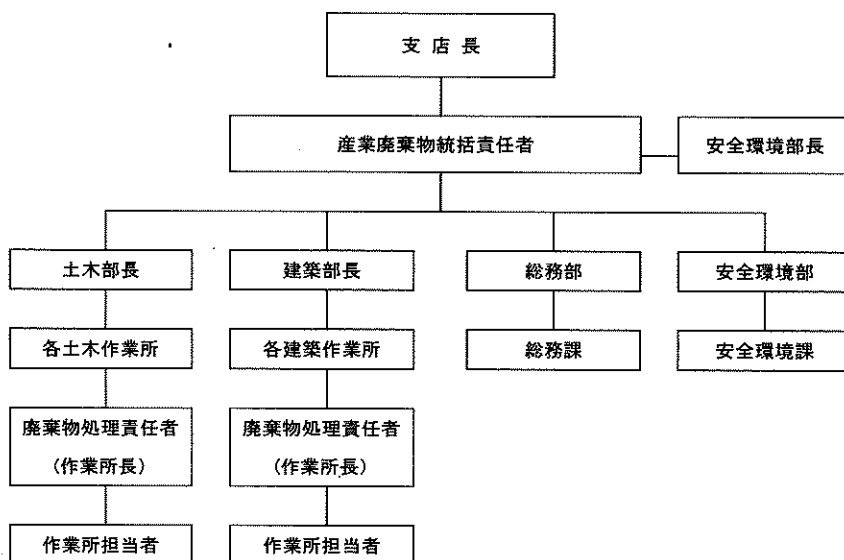 支店長
産業廃棄物統括責任者
安全環境部長
土木部長
建築部長
総務部
安全環境部
各土木作業所
各建築作業所
総務課
安全環境課
廃棄物処理責任者
(作業所長)
廃棄物処理責任者
(作業所長)
作業所担当者
作業所担当者